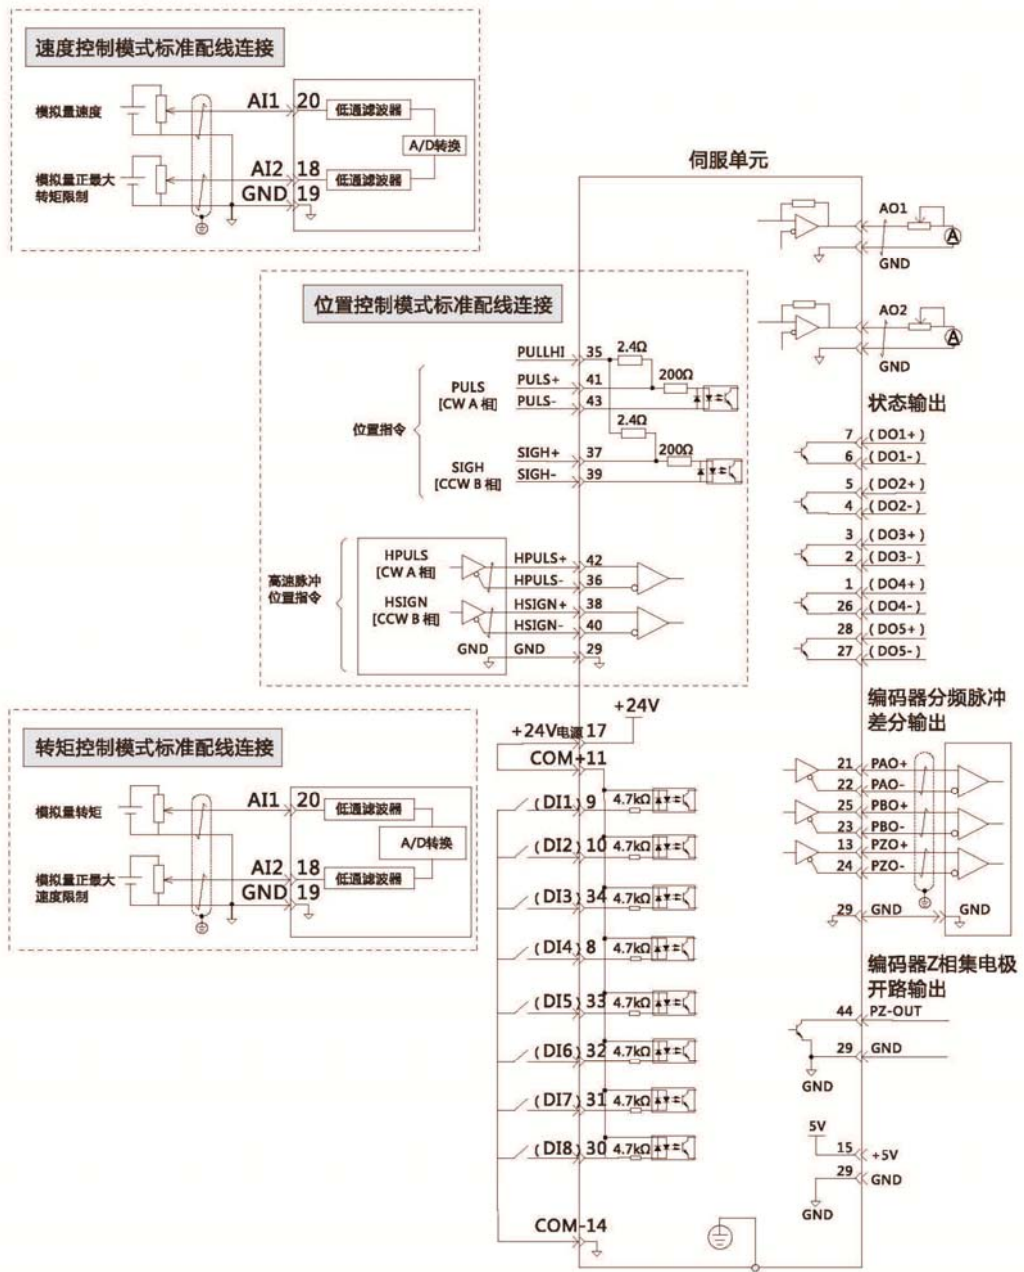 速度控制模式标准配线连接
模拟量速度
AI1 20
低通滤波器
A/D转换
模拟量正最大
转矩限制
AI2 18
低通滤波器
GND 19
伺服单元
AO1
A
GND
AO2
A
GND
位置控制模式标准配线连接
PULLHI 35 2.4Ω
PULS+ 41 200Ω
PULS
[CW A 相]
PULS- 43
2.4Ω
位置指令
SIGH+ 37 200Ω
SIGH
[CCW B 相]
SIGH- 39
高速脉冲
位置指令
HPULS
[CW A 相]
HPULS+ 42
HPULS- 36
HSIGN
[CCW B 相]
HSIGN+ 38
HSIGN- 40
GND GND 29
状态输出
7 (DO1+)
6 (DO1-)
5 (DO2+)
4 (DO2-)
3 (DO3+)
2 (DO3-)
1 (DO4+)
26 (DO4-)
28 (DO5+)
27 (DO5-)
转矩控制模式标准配线连接
模拟量转矩
AI1 20
低通滤波器
A/D转换
模拟量正最大
速度限制
AI2 18
低通滤波器
GND 19
+24V
+24V电源 17
COM+11
(DI1) 9 4.7kΩ
(DI2) 10 4.7kΩ
(DI3) 34 4.7kΩ
(DI4) 8 4.7kΩ
(DI5) 33 4.7kΩ
(DI6) 32 4.7kΩ
(DI7) 31 4.7kΩ
(DI8) 30 4.7kΩ
COM-14
编码器分频脉冲
差分输出
21 PAO+
22 PAO-
25 PBO+
23 PBO-
13 PZO+
24 PZO-
29 GND GND
编码器Z相集电极
开路输出
44 PZ-OUT
29 GND
GND
5V
15 +5V
29 GND
GND